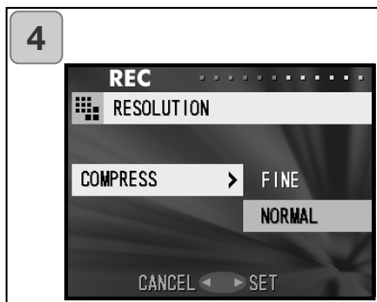 4
REC
RESOLUTION
COMPRESS > FINE
NORMAL
CANCEL ◄ ► SET